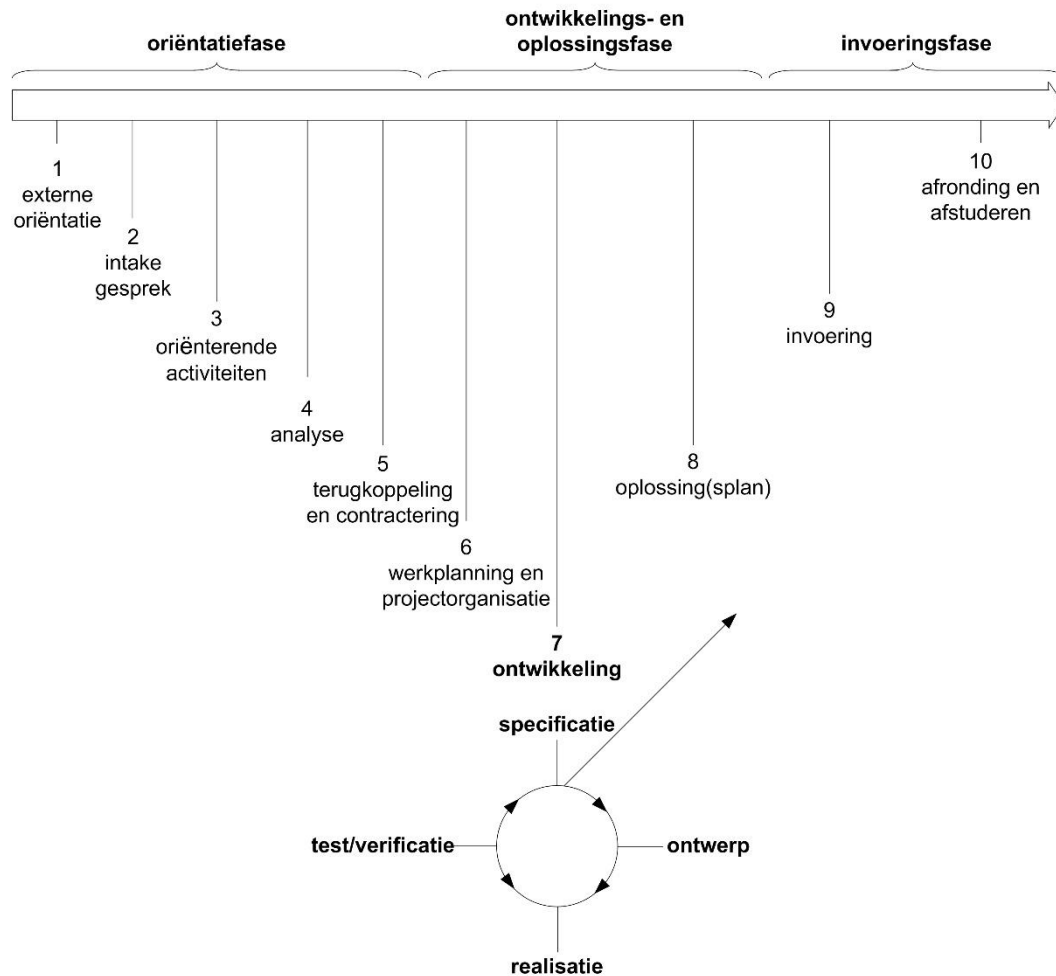 oriëntatiefase
ontwikkelings- en
oplossingsfase
invoeringsfase
1
externe
oriëntatie
2
intake
gesprek
3
oriënterende
activiteiten
4
analyse
5
terugkoppeling
en contractering
6
werkplanning en
projectorganisatie
7
ontwikkeling
8
oplossing(splan)
9
invoering
10
afronding en
afstuderen
specificatie
test/verificatie
ontwerp
realisatie